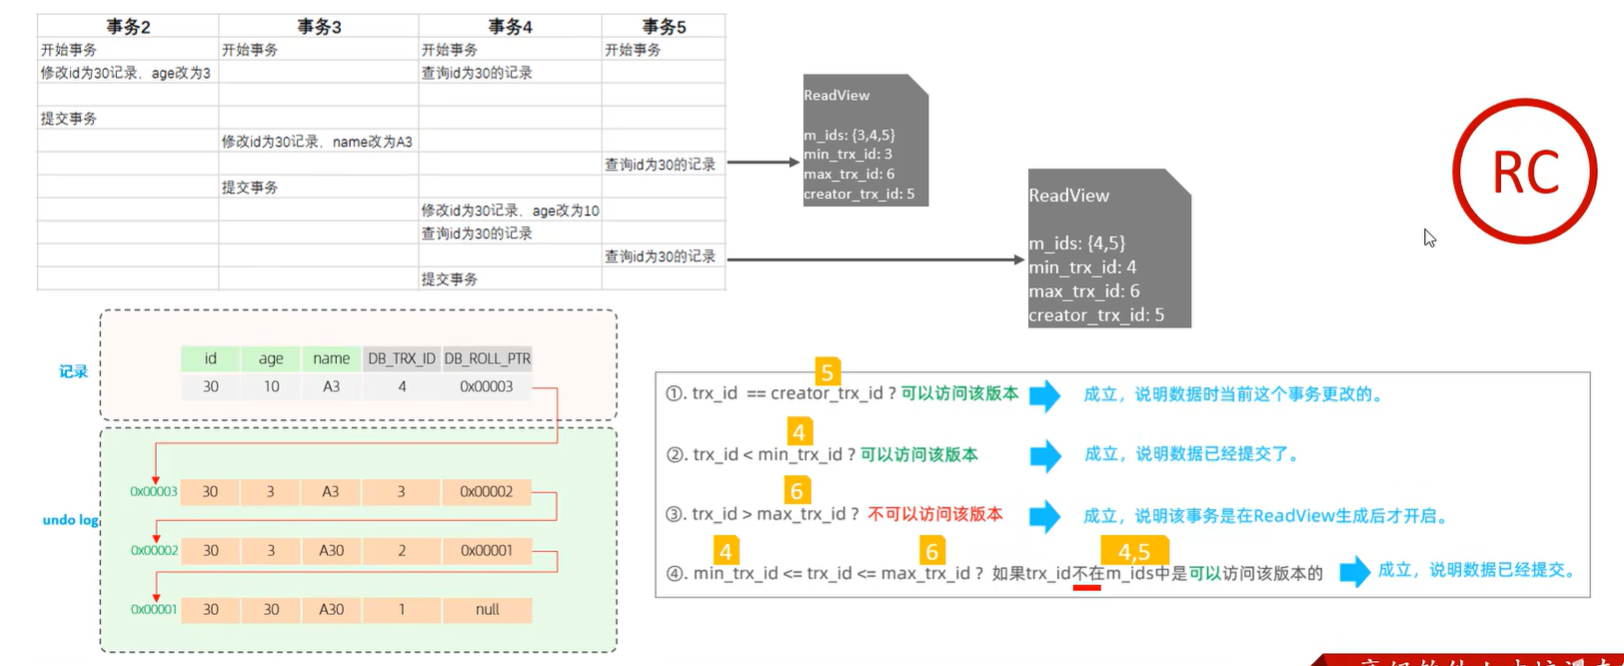 事务2 事务3 事务4 事务5
开始事务 开始事务 开始事务 开始事务
修改id为30记录、age改为3 查询id为30的记录
提交事务
修改id为30记录、name改为A3
查询id为30的记录
提交事务
修改id为30记录、age改为10
查询id为30的记录
查询id为30的记录
提交事务
ReadView
m_ids: {3,4,5}
min_trx_id: 3
max_trx_id: 6
creator_trx_id: 5
ReadView
m_ids: {4,5}
min_trx_id: 4
max_trx_id: 6
creator_trx_id: 5
RC
记录
id age name DB_TRX_ID DB_ROLL_PTR
30 10 A3 4 0x00003
undo log
0x00003 30 3 A3 3 0x00002
0x00002 30 3 A30 2 0x00001
0x00001 30 30 A30 1 null
5
①. trx_id == creator_trx_id ? 可以访问该版本 成立，说明数据时当前这个事务更改的。
4
②. trx_id < min_trx_id ? 可以访问该版本 成立，说明数据已经提交了。
6
③. trx_id > max_trx_id ? 不可以访问该版本 成立，说明该事务是在ReadView生成后才开启。
4 6 4,5
④. min_trx_id <= trx_id <= max_trx_id ? 如果trx_id不在m_ids中是可以访问该版本的 成立，说明数据已经提交。